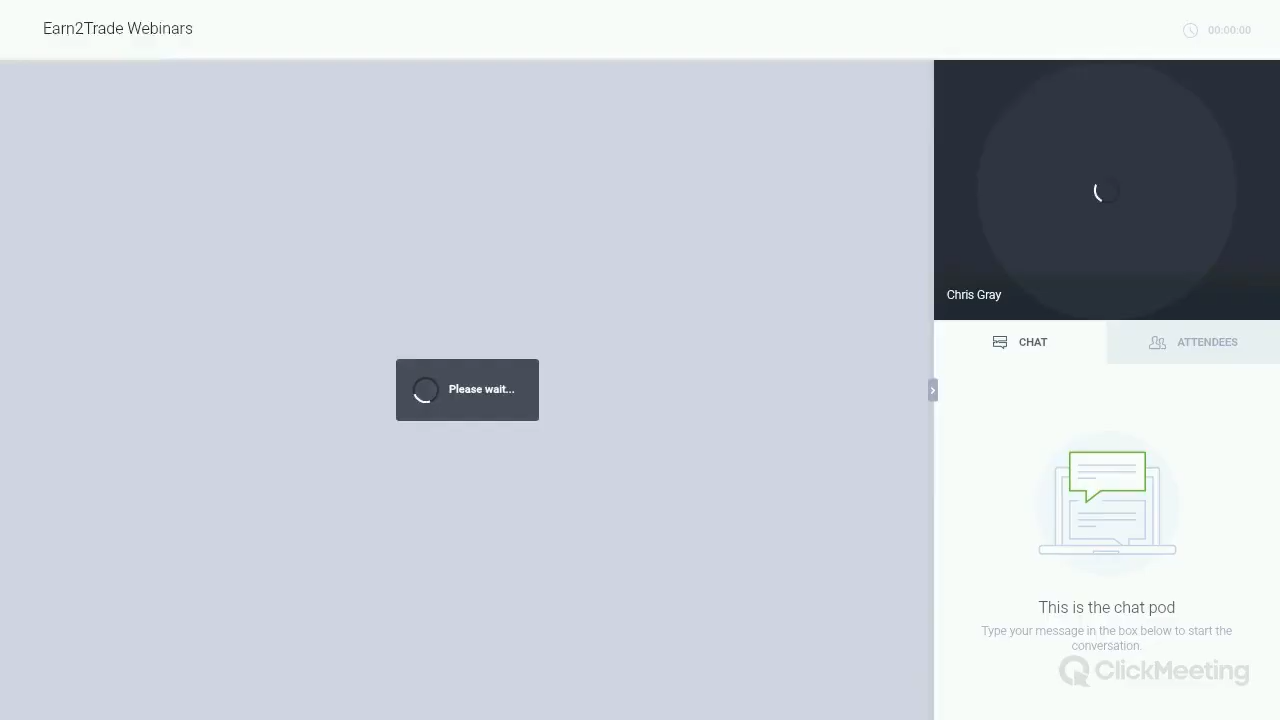 Earn2Trade Webinars
00:00:00
Please wait...
Chris Gray
CHAT
ATTENDEES
This is the chat pod
Type your message in the box below to start the
conversation.
ClickMeeting